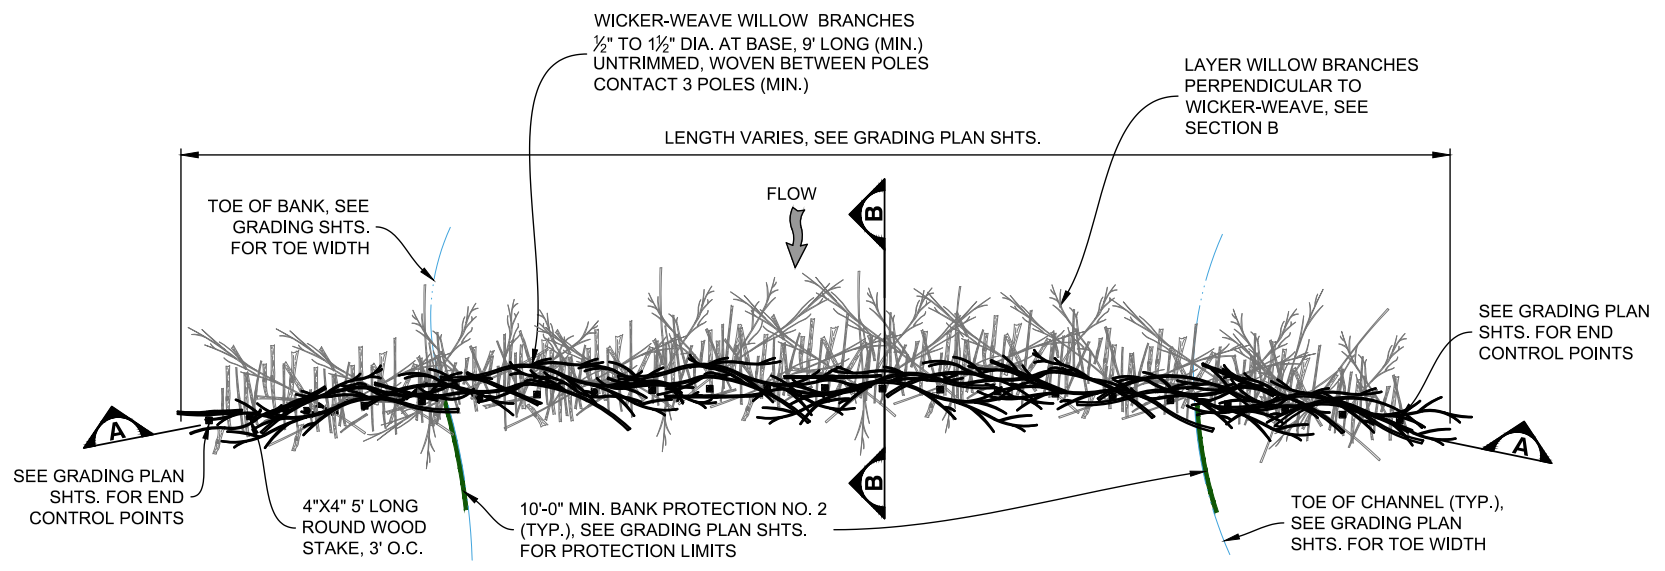 WICKER-WEAVE WILLOW BRANCHES
½" TO 1½" DIA. AT BASE, 9' LONG (MIN.)
UNTRIMMED, WOVEN BETWEEN POLES
CONTACT 3 POLES (MIN.)
LAYER WILLOW BRANCHES
PERPENDICULAR TO
WICKER-WEAVE, SEE
SECTION B
LENGTH VARIES, SEE GRADING PLAN SHTS.
TOE OF BANK, SEE
GRADING SHTS.
FOR TOE WIDTH
FLOW
B
SEE GRADING PLAN
SHTS. FOR END
CONTROL POINTS
A
A
SEE GRADING PLAN
SHTS. FOR END
CONTROL POINTS
4"X4" 5' LONG
ROUND WOOD
STAKE, 3' O.C.
10'-0" MIN. BANK PROTECTION NO. 2
(TYP.), SEE GRADING PLAN SHTS.
FOR PROTECTION LIMITS
B
TOE OF CHANNEL (TYP.),
SEE GRADING PLAN
SHTS. FOR TOE WIDTH